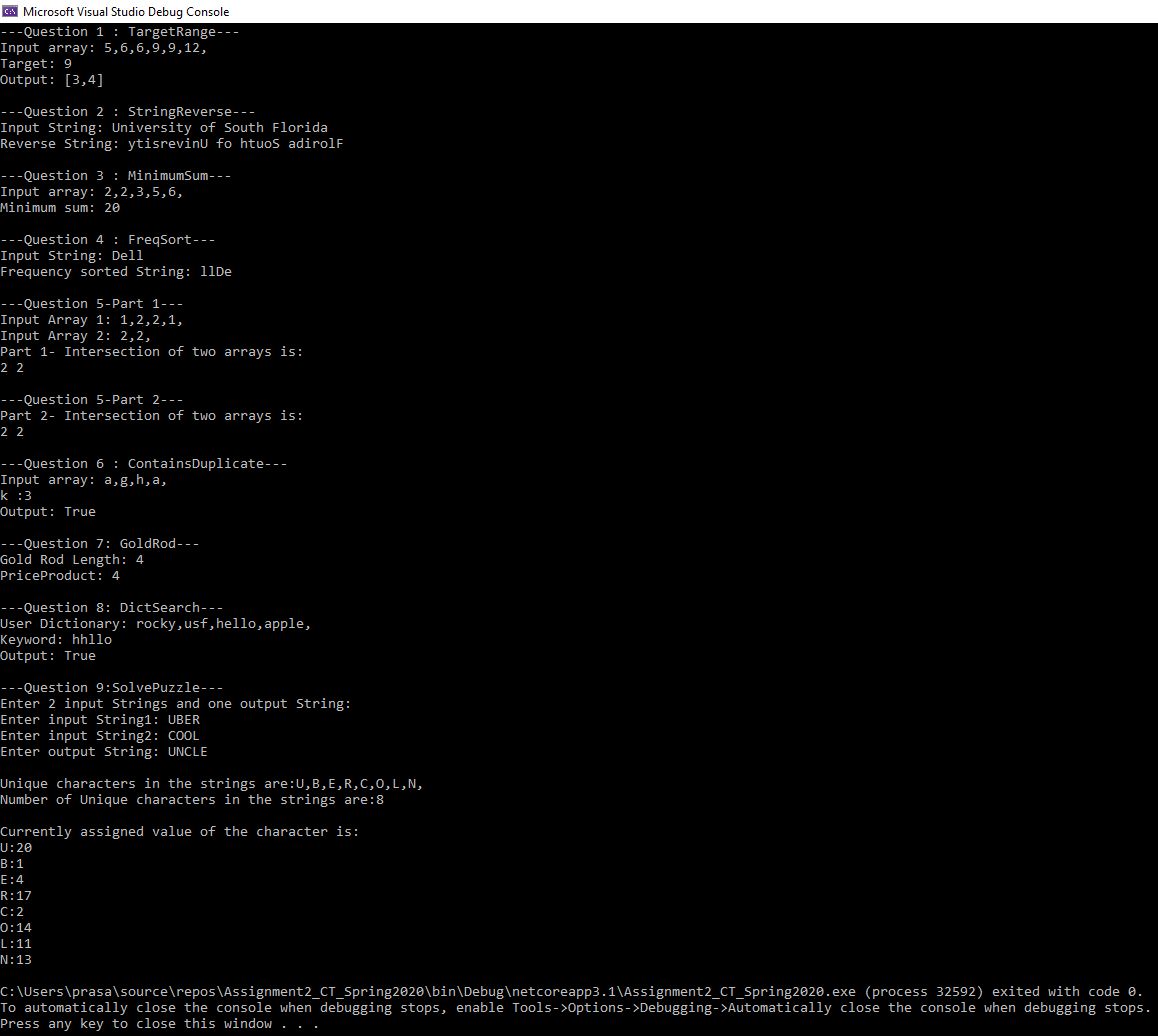 Microsoft Visual Studio Debug Console
---Question 1 : TargetRange---
Input array: 5,6,6,9,9,12,
Target: 9
Output: [3,4]
---Question 2 : StringReverse---
Input String: University of South Florida
Reverse String: ytisrevinU fo htuoS adirolF
---Question 3 : MinimumSum---
Input array: 2,2,3,5,6,
Minimum sum: 20
---Question 4 : FreqSort---
Input String: Dell
Frequency sorted String: llDe
---Question 5-Part 1---
Input Array 1: 1,2,2,1,
Input Array 2: 2,2,
Part 1- Intersection of two arrays is:
2 2
---Question 5-Part 2---
Part 2- Intersection of two arrays is:
2 2
---Question 6 : ContainsDuplicate---
Input array: a,g,h,a,
k :3
Output: True
---Question 7: GoldRod---
Gold Rod Length: 4
PriceProduct: 4
---Question 8: DictSearch---
User Dictionary: rocky,usf,hello,apple,
Keyword: hhllo
Output: True
---Question 9:SolvePuzzle---
Enter 2 input Strings and one output String:
Enter input String1: UBER
Enter input String2: COOL
Enter output String: UNCLE
Unique characters in the strings are:U,B,E,R,C,O,L,N,
Number of Unique characters in the strings are:8
Currently assigned value of the character is:
U:20
B:1
E:4
R:17
C:2
O:14
L:11
N:13
C:\Users\prasa\source\repos\Assignment2_CT_Spring2020\bin\Debug\netcoreapp3.1\Assignment2_CT_Spring2020.exe (process 32592) exited with code 0.
To automatically close the console when debugging stops, enable Tools->Options->Debugging->Automatically close the console when debugging stops.
Press any key to close this window . . .